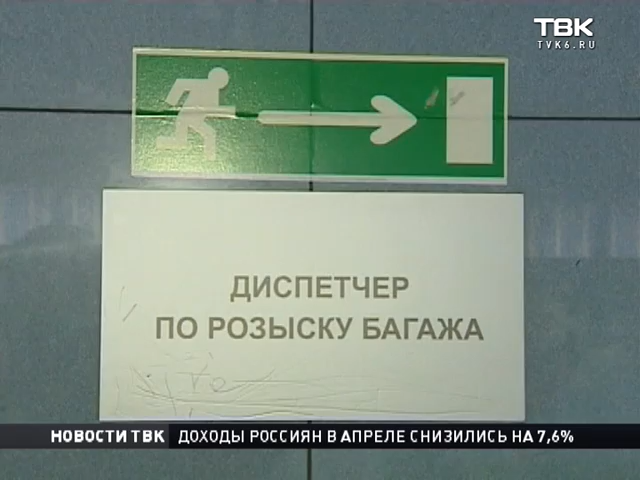 ТВК
TVK6.RU
ДИСПЕТЧЕР
ПО РОЗЫСКУ БАГАЖА
НОВОСТИ ТВК ДОХОДЫ РОССИЯН В АПРЕЛЕ СНИЗИЛИСЬ НА 7,6%